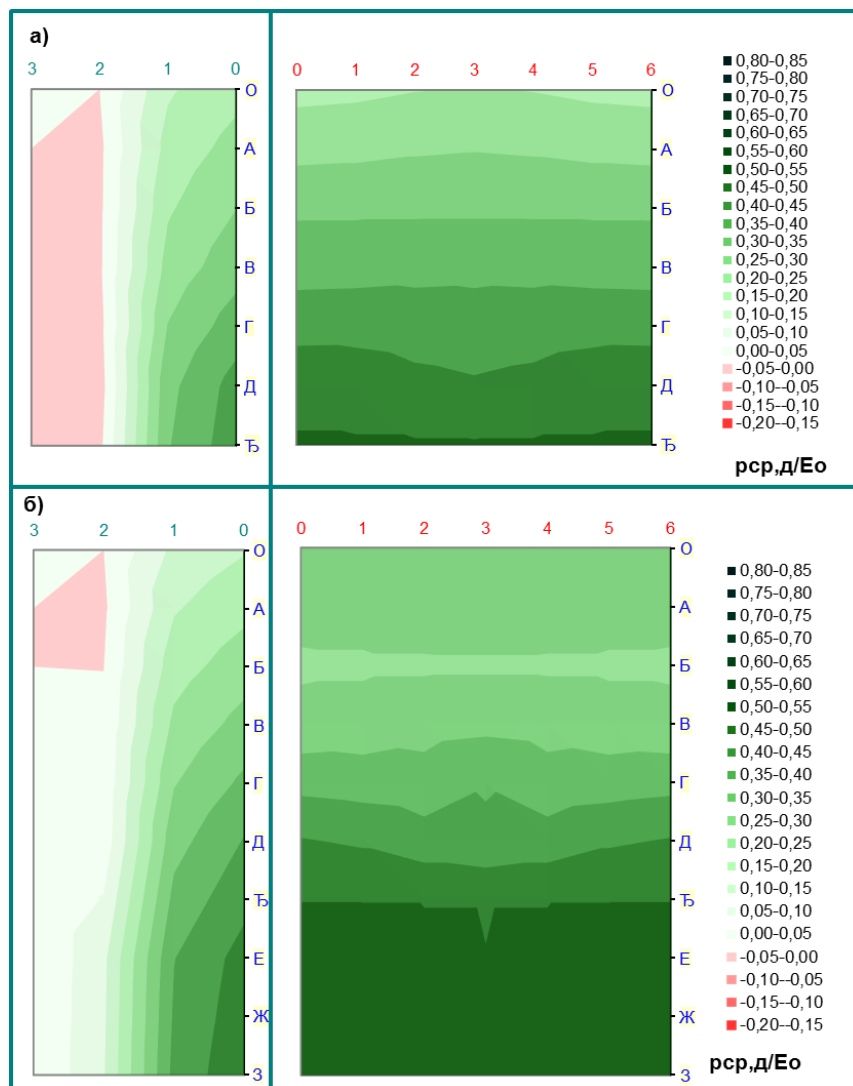 а)
3 2 1 0
0 1 2 3 4 5 6
О
А
Б
В
Г
Д
Ђ
О
А
Б
В
Г
Д
Ђ
0,80-0,85
0,75-0,80
0,70-0,75
0,65-0,70
0,60-0,65
0,55-0,60
0,50-0,55
0,45-0,50
0,40-0,45
0,35-0,40
0,30-0,35
0,25-0,30
0,20-0,25
0,15-0,20
0,10-0,15
0,05-0,10
0,00-0,05
-0,05-0,00
-0,10--0,05
-0,15--0,10
-0,20--0,15
рср,д/Ео
б)
3 2 1 0
0 1 2 3 4 5 6
О
А
Б
В
Г
Д
Ђ
Е
Ж
З
О
А
Б
В
Г
Д
Ђ
Е
Ж
З
0,80-0,85
0,75-0,80
0,70-0,75
0,65-0,70
0,60-0,65
0,55-0,60
0,50-0,55
0,45-0,50
0,40-0,45
0,35-0,40
0,30-0,35
0,25-0,30
0,20-0,25
0,15-0,20
0,10-0,15
0,05-0,10
0,00-0,05
-0,05-0,00
-0,10--0,05
-0,15--0,10
-0,20--0,15
рср,д/Ео